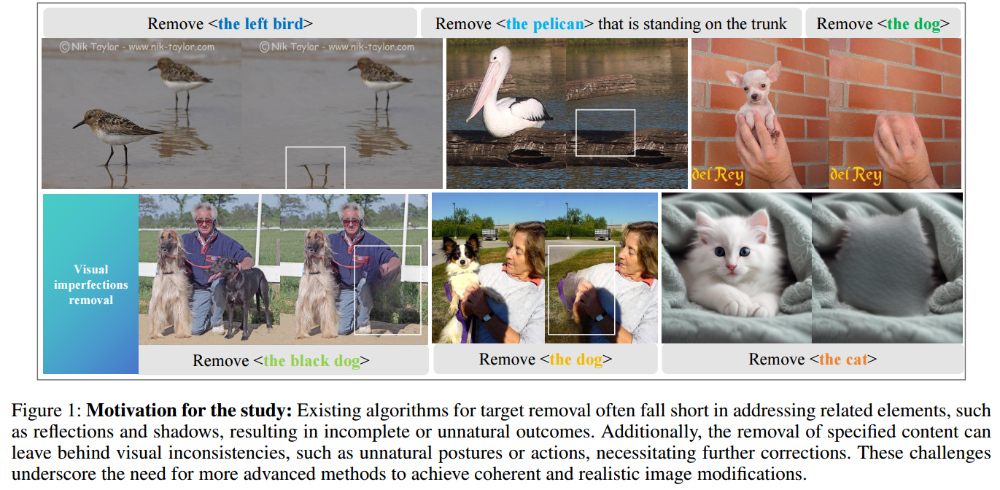 Remove <the left bird>
Remove <the pelican> that is standing on the trunk
Remove <the dog>
© Nik Taylor - www.nik-taylor.com
© Nik Taylor - www.nik-taylor.com
del Rey
del Rey
Visual
imperfections
removal
Remove <the black dog>
Remove <the dog>
Remove <the cat>
Figure 1: Motivation for the study: Existing algorithms for target removal often fall short in addressing related elements, such
as reflections and shadows, resulting in incomplete or unnatural outcomes. Additionally, the removal of specified content can
leave behind visual inconsistencies, such as unnatural postures or actions, necessitating further corrections. These challenges
underscore the need for more advanced methods to achieve coherent and realistic image modifications.